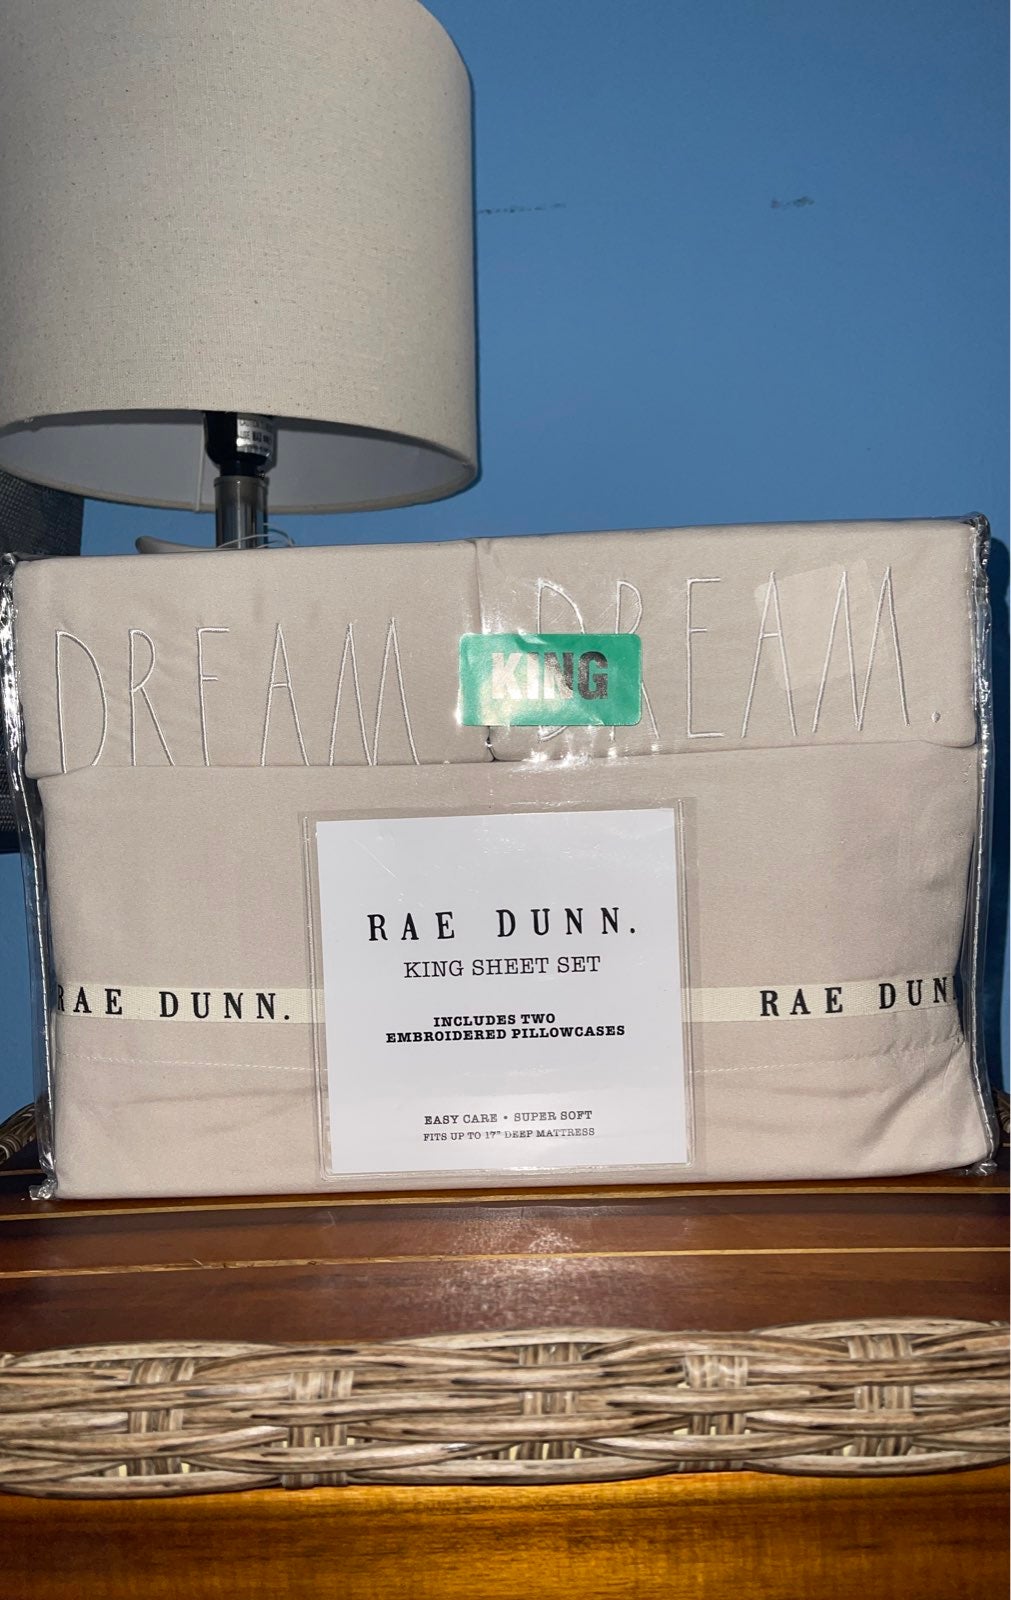 DREAM
DREAM.
KING
RAE DUNN.
KING SHEET SET
INCLUDES TWO
EMBROIDERED PILLOWCASES
RAE DUNN.
RAE DUNN.
EASY CARE • SUPER SOFT
FITS UP TO 17" DEEP MATTRESS